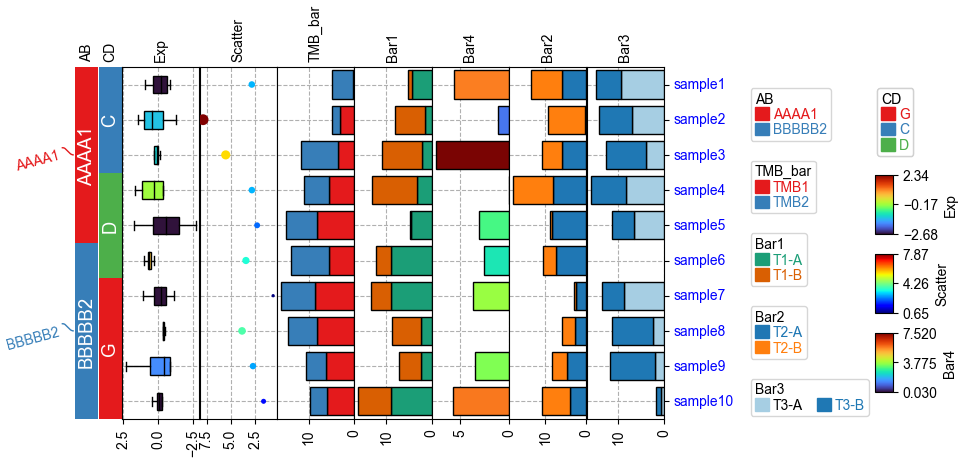 AB
CD
Exp
Scatter
TMB_bar
Bar1
Bar4
Bar2
Bar3
AAAA1
AAAA1
BBBBB2
BBBBB2
C
D
G
sample1
sample2
sample3
sample4
sample5
sample6
sample7
sample8
sample9
sample10
2.5
0.0
−2.5
7.5
5.0
2.5
10
0
10
0
5
0
10
0
10
0
AB
AAAA1
BBBBB2
TMB_bar
TMB1
TMB2
Bar1
T1-A
T1-B
Bar2
T2-A
T2-B
Bar3
T3-A T3-B
CD
G
C
D
2.34
-0.17
-2.68
Exp
7.87
4.26
0.65
Scatter
7.520
3.775
0.030
Bar4